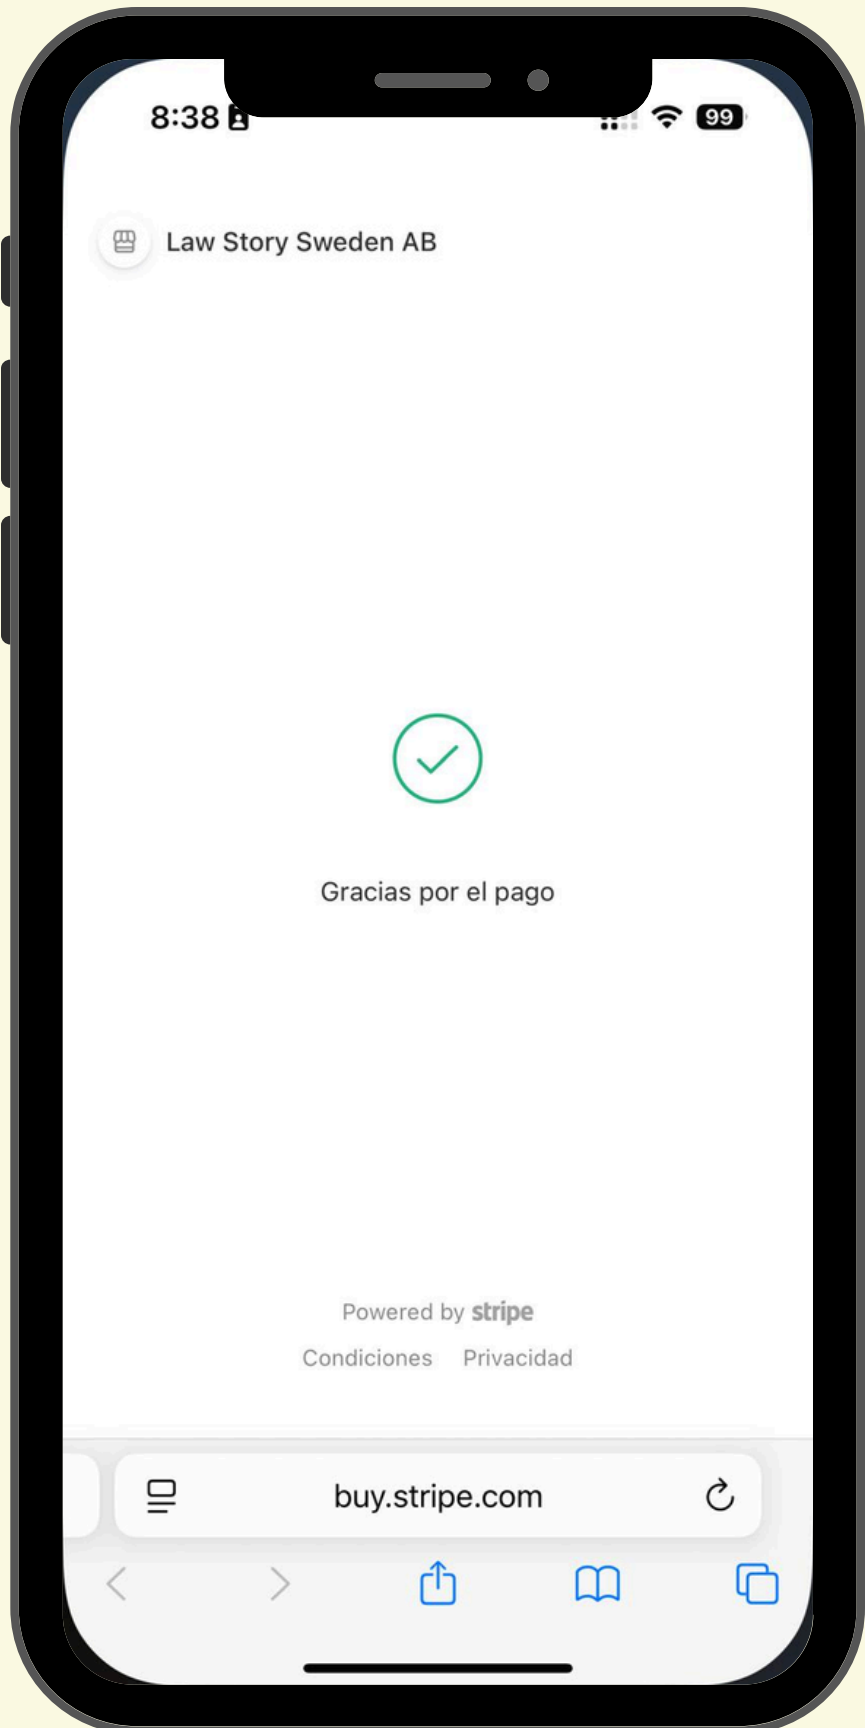 8:38
99
Law Story Sweden AB
Gracias por el pago
Powered by stripe
Condiciones Privacidad
buy.stripe.com